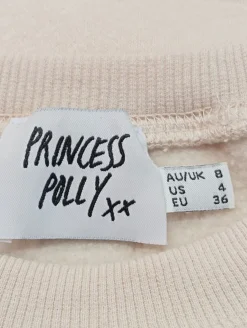 PRINCESS
POLLY xx
AU/UK 8
US 4
EU 36